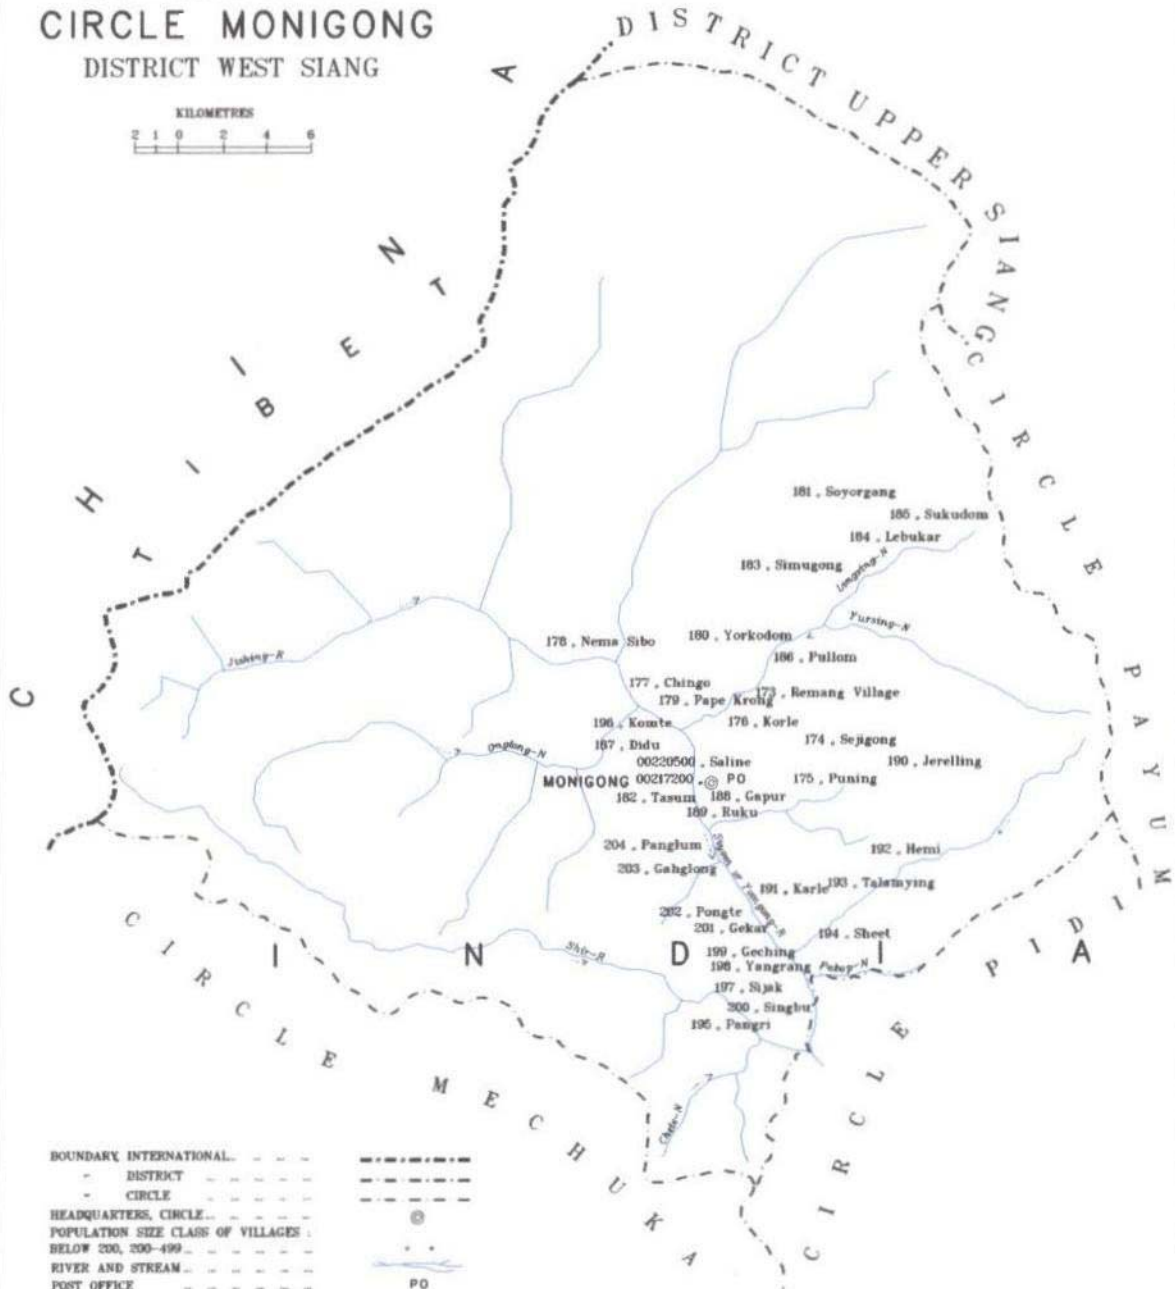 CIRCLE MONIGONG
DISTRICT WEST SIANG
KILOMETRES
2 1 0 2 4 6
DISTRICT UPPER SIANG
CHINA
TIBET
CIRCLE PAYUM
181 . Soyorgang
185 . Sukudom
184 . Lebukar
183 . Simugong
Yursing-N
178 . Nema Sibo
180 . Yorkodom
186 . Pullom
Jishing-R
177 . Chingo
173 . Remang Village
179 . Pape Krong
196 . Komte
176 . Korle
187 . Didu
174 . Sejigong
Onglong-N
00220500 . Saline
190 . Jerelling
MONIGONG 00217200 . PO
175 . Puning
182 . Tasum
188 . Gapur
189 . Ruku
204 . Panglum
192 . Hemi
203 . Gahglong
191 . Karle
193 . Talamying
202 . Pongte
201 . Gekar
194 . Sheet
Shir-R
199 . Geching
198 . Yangrang
197 . Sijak
200 . Singbu
195 . Pangri
INDIA
CIRCLE PIDI
CIRCLE MECHUKA
BOUNDARY, INTERNATIONAL
" DISTRICT
" CIRCLE
HEADQUARTERS, CIRCLE
POPULATION SIZE CLASS OF VILLAGES :
BELOW 200, 200-499
RIVER AND STREAM
POST OFFICE PO